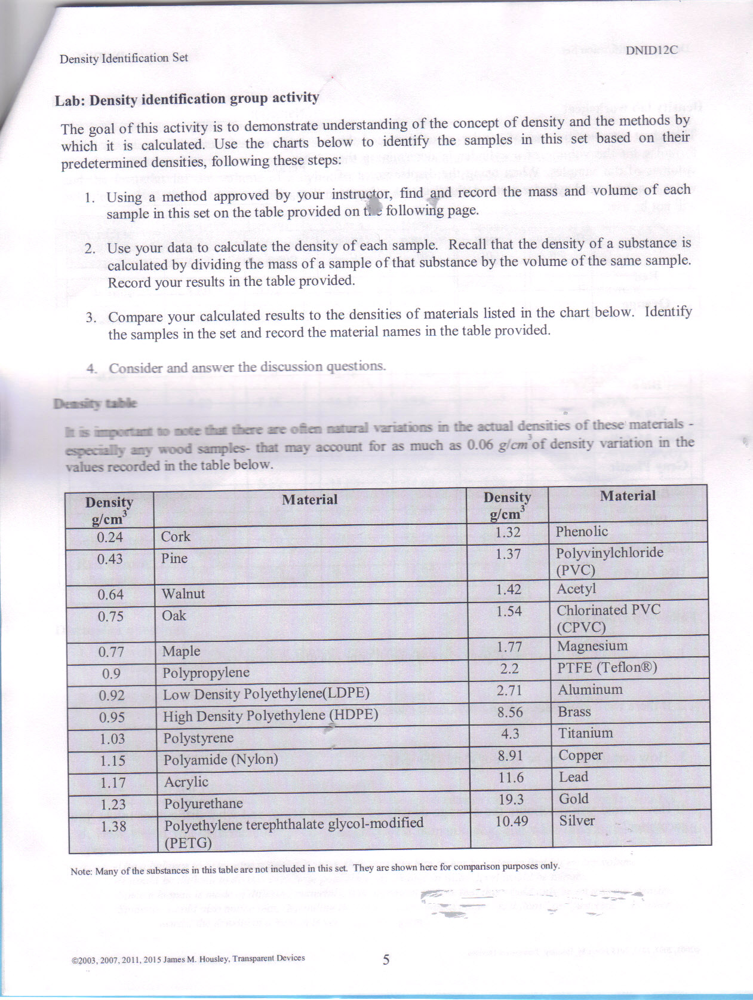 Density Identification Set DNID12C
Lab: Density identification group activity
The goal of this activity is to demonstrate understanding of the concept of density and the methods by
which it is calculated. Use the charts below to identify the samples in this set based on their
predetermined densities, following these steps:
1. Using a method approved by your instructor, find and record the mass and volume of each
sample in this set on the table provided on the following page.
2. Use your data to calculate the density of each sample. Recall that the density of a substance is
calculated by dividing the mass of a sample of that substance by the volume of the same sample.
Record your results in the table provided.
3. Compare your calculated results to the densities of materials listed in the chart below. Identify
the samples in the set and record the material names in the table provided.
4. Consider and answer the discussion questions.
Density table
It is important to note that there are often natural variations in the actual densities of these materials -
especially any wood samples- that may account for as much as 0.06 g/cm³ of density variation in the
values recorded in the table below.
Density g/cm³ Material Density g/cm³ Material
0.24 Cork 1.32 Phenolic
0.43 Pine 1.37 Polyvinylchloride (PVC)
0.64 Walnut 1.42 Acetyl
0.75 Oak 1.54 Chlorinated PVC (CPVC)
0.77 Maple 1.77 Magnesium
0.9 Polypropylene 2.2 PTFE (Teflon®)
0.92 Low Density Polyethylene(LDPE) 2.71 Aluminum
0.95 High Density Polyethylene (HDPE) 8.56 Brass
1.03 Polystyrene 4.3 Titanium
1.15 Polyamide (Nylon) 8.91 Copper
1.17 Acrylic 11.6 Lead
1.23 Polyurethane 19.3 Gold
1.38 Polyethylene terephthalate glycol-modified (PETG) 10.49 Silver
Note: Many of the substances in this table are not included in this set. They are shown here for comparison purposes only.
©2003, 2007, 2011, 2015 James M. Housley, Transparent Devices 5